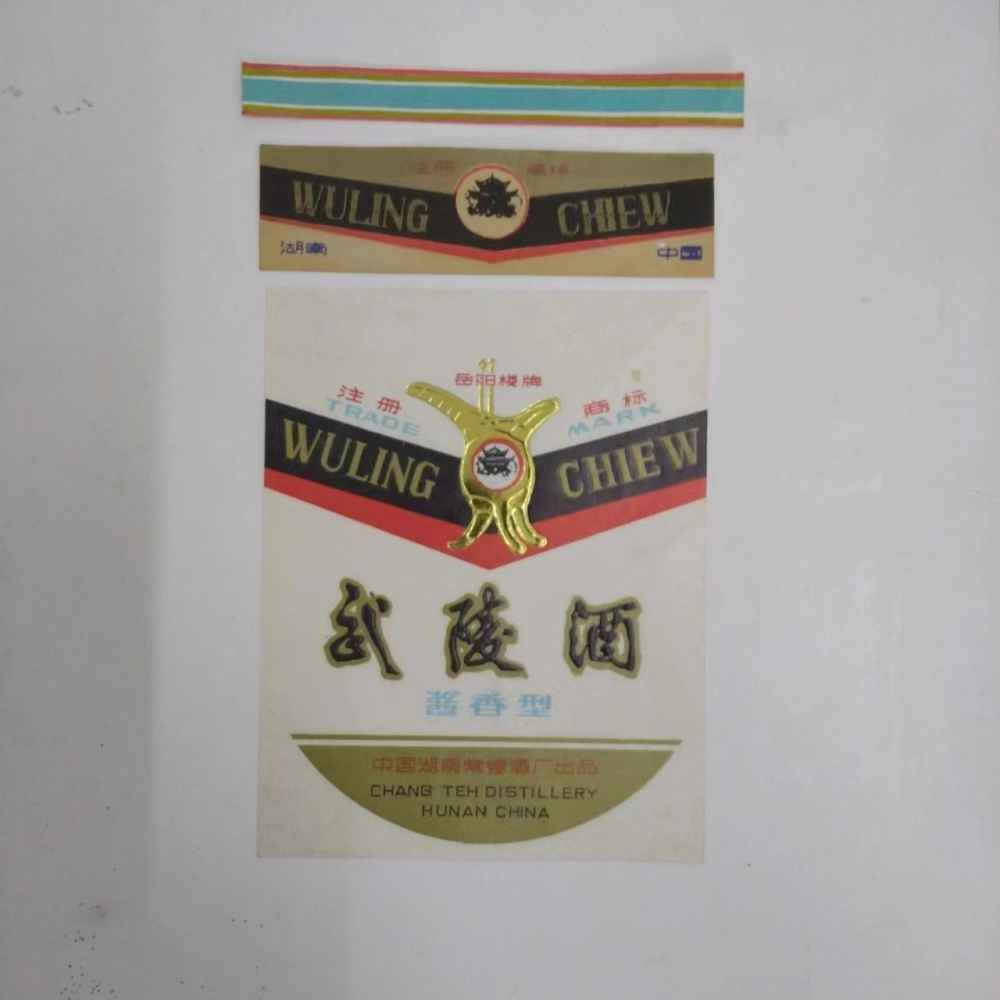 注册 商标
WULING CHIEW
湖南 中国
岳阳楼牌
注册 商标
TRADE MARK
WULING CHIEW
武陵酒
酱香型
中国湖南常德酒厂出品
CHANG TEH DISTILLERY
HUNAN CHINA